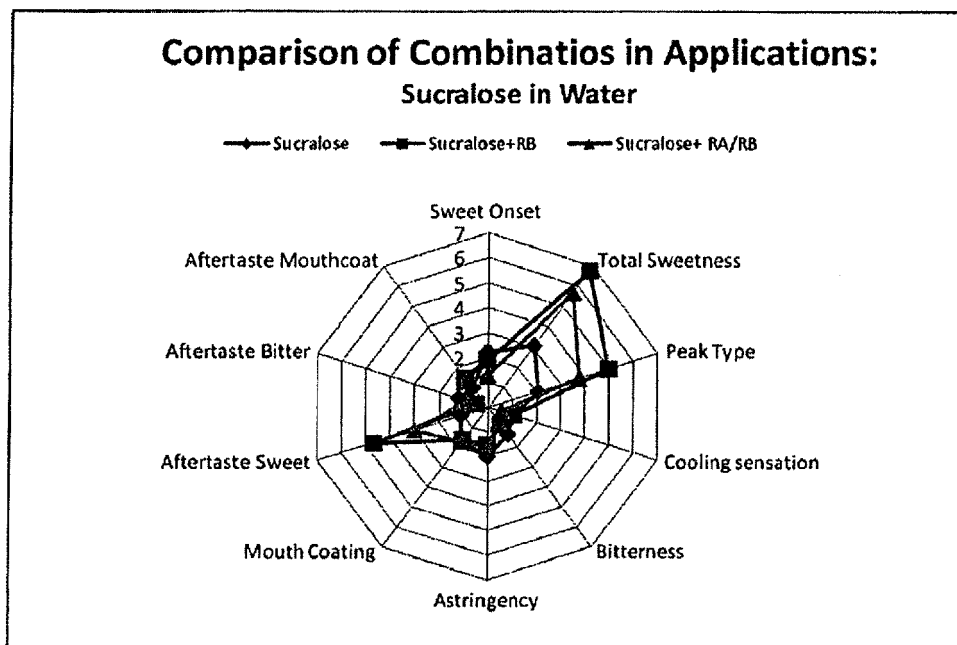 Comparison of Combinatios in Applications:
Sucralose in Water
Sucralose Sucralose+RB Sucralose+ RA/RB
Sweet Onset
7
6
5
4
3
2
Total Sweetness
Peak Type
Cooling sensation
Bitterness
Astringency
Mouth Coating
Aftertaste Sweet
Aftertaste Bitter
Aftertaste Mouthcoat